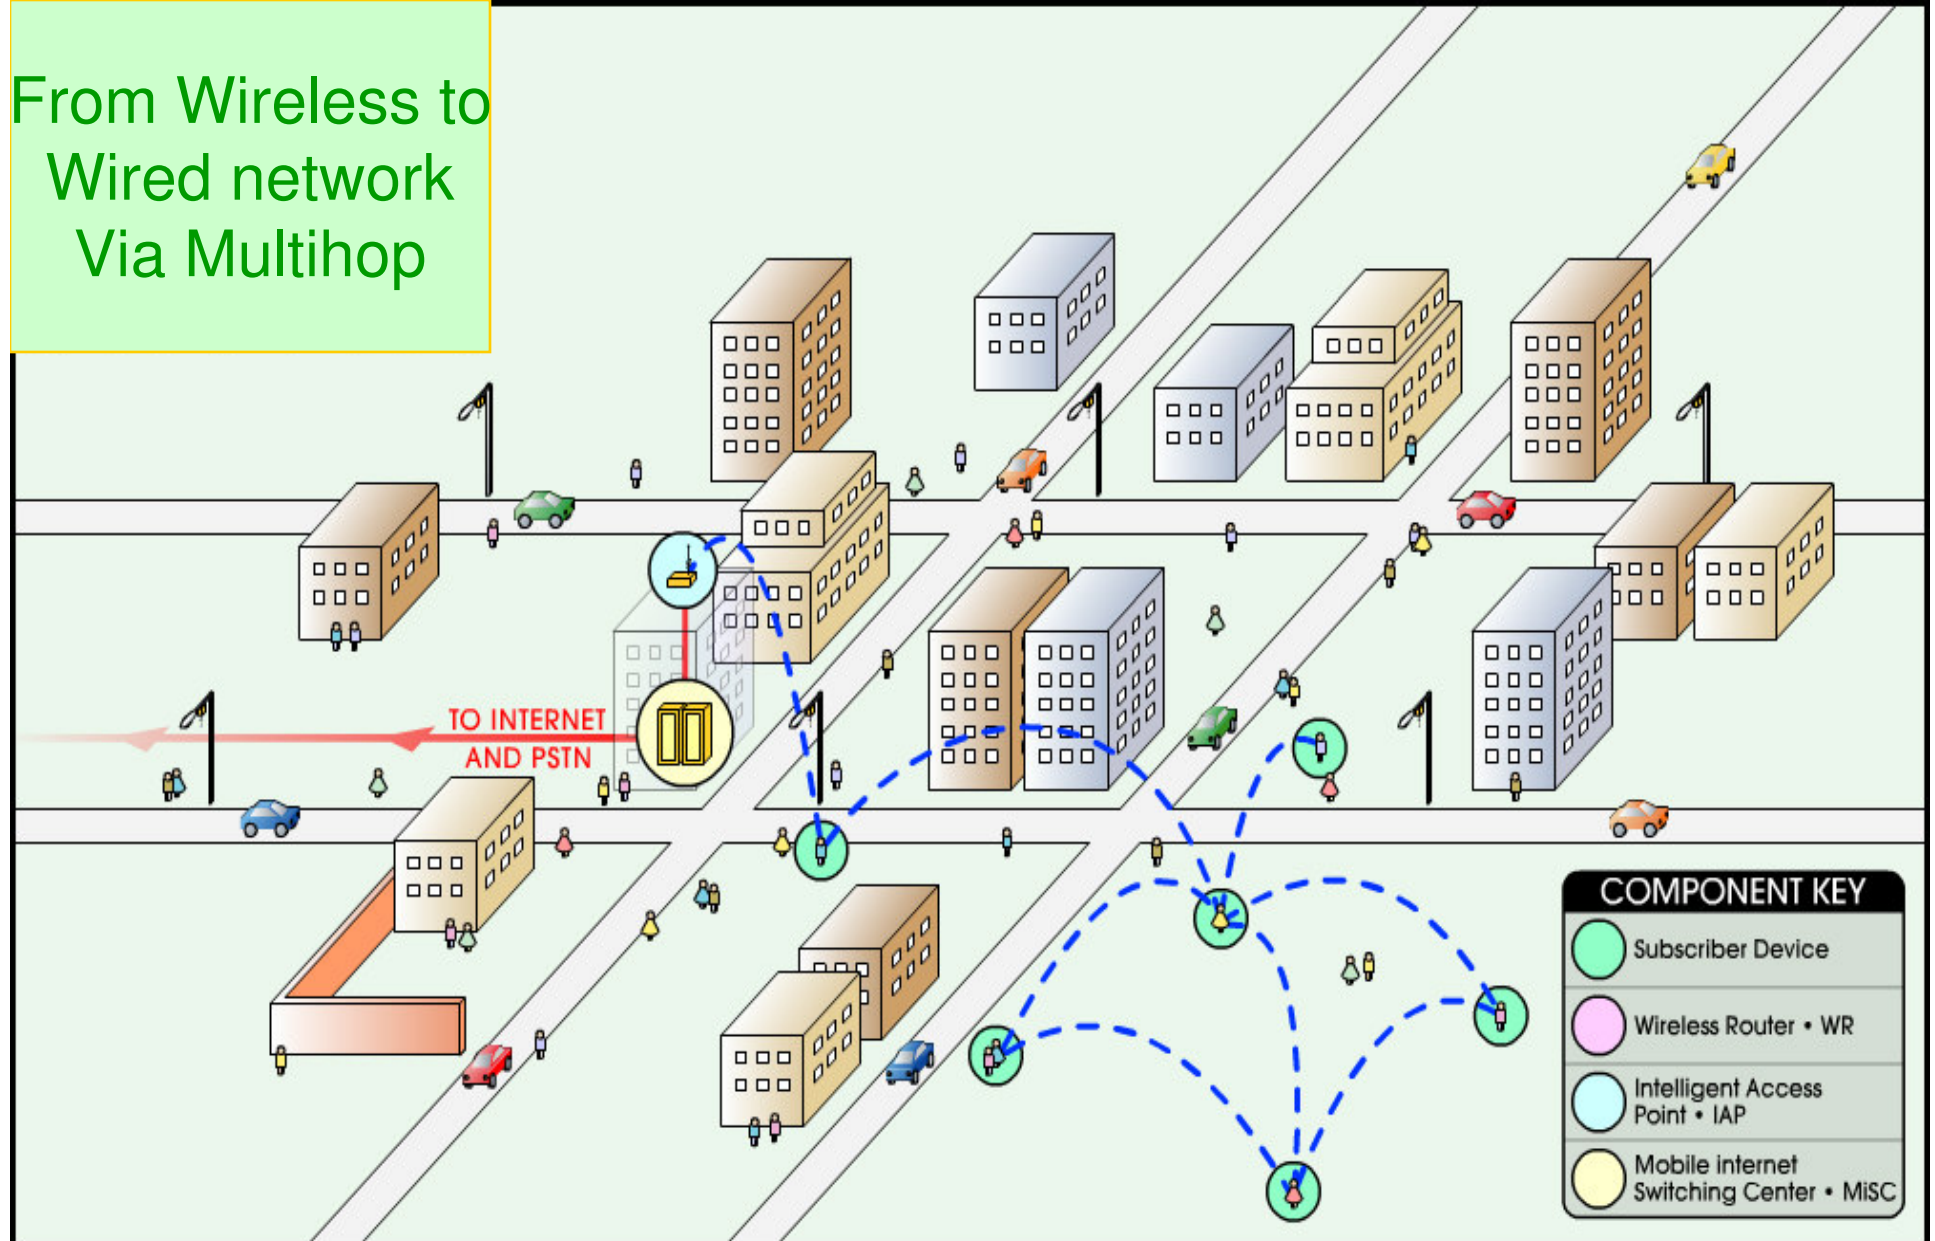 From Wireless to
Wired network
Via Multihop
TO INTERNET
AND PSTN
COMPONENT KEY
Subscriber Device
Wireless Router • WR
Intelligent Access
Point • IAP
Mobile internet
Switching Center • MiSC